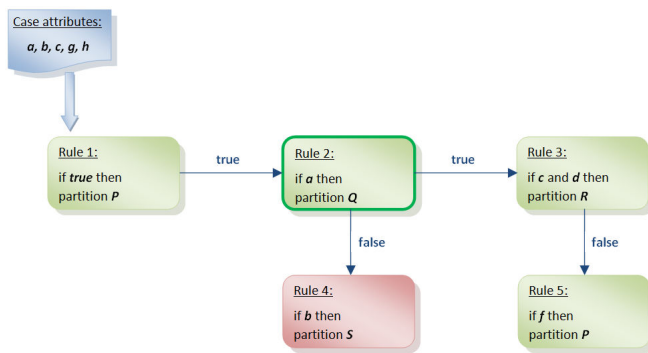 Case attributes:
a, b, c, g, h
Rule 1:
if true then
partition P
true
Rule 2:
if a then
partition Q
true
Rule 3:
if c and d then
partition R
false
false
Rule 4:
if b then
partition S
Rule 5:
if f then
partition P